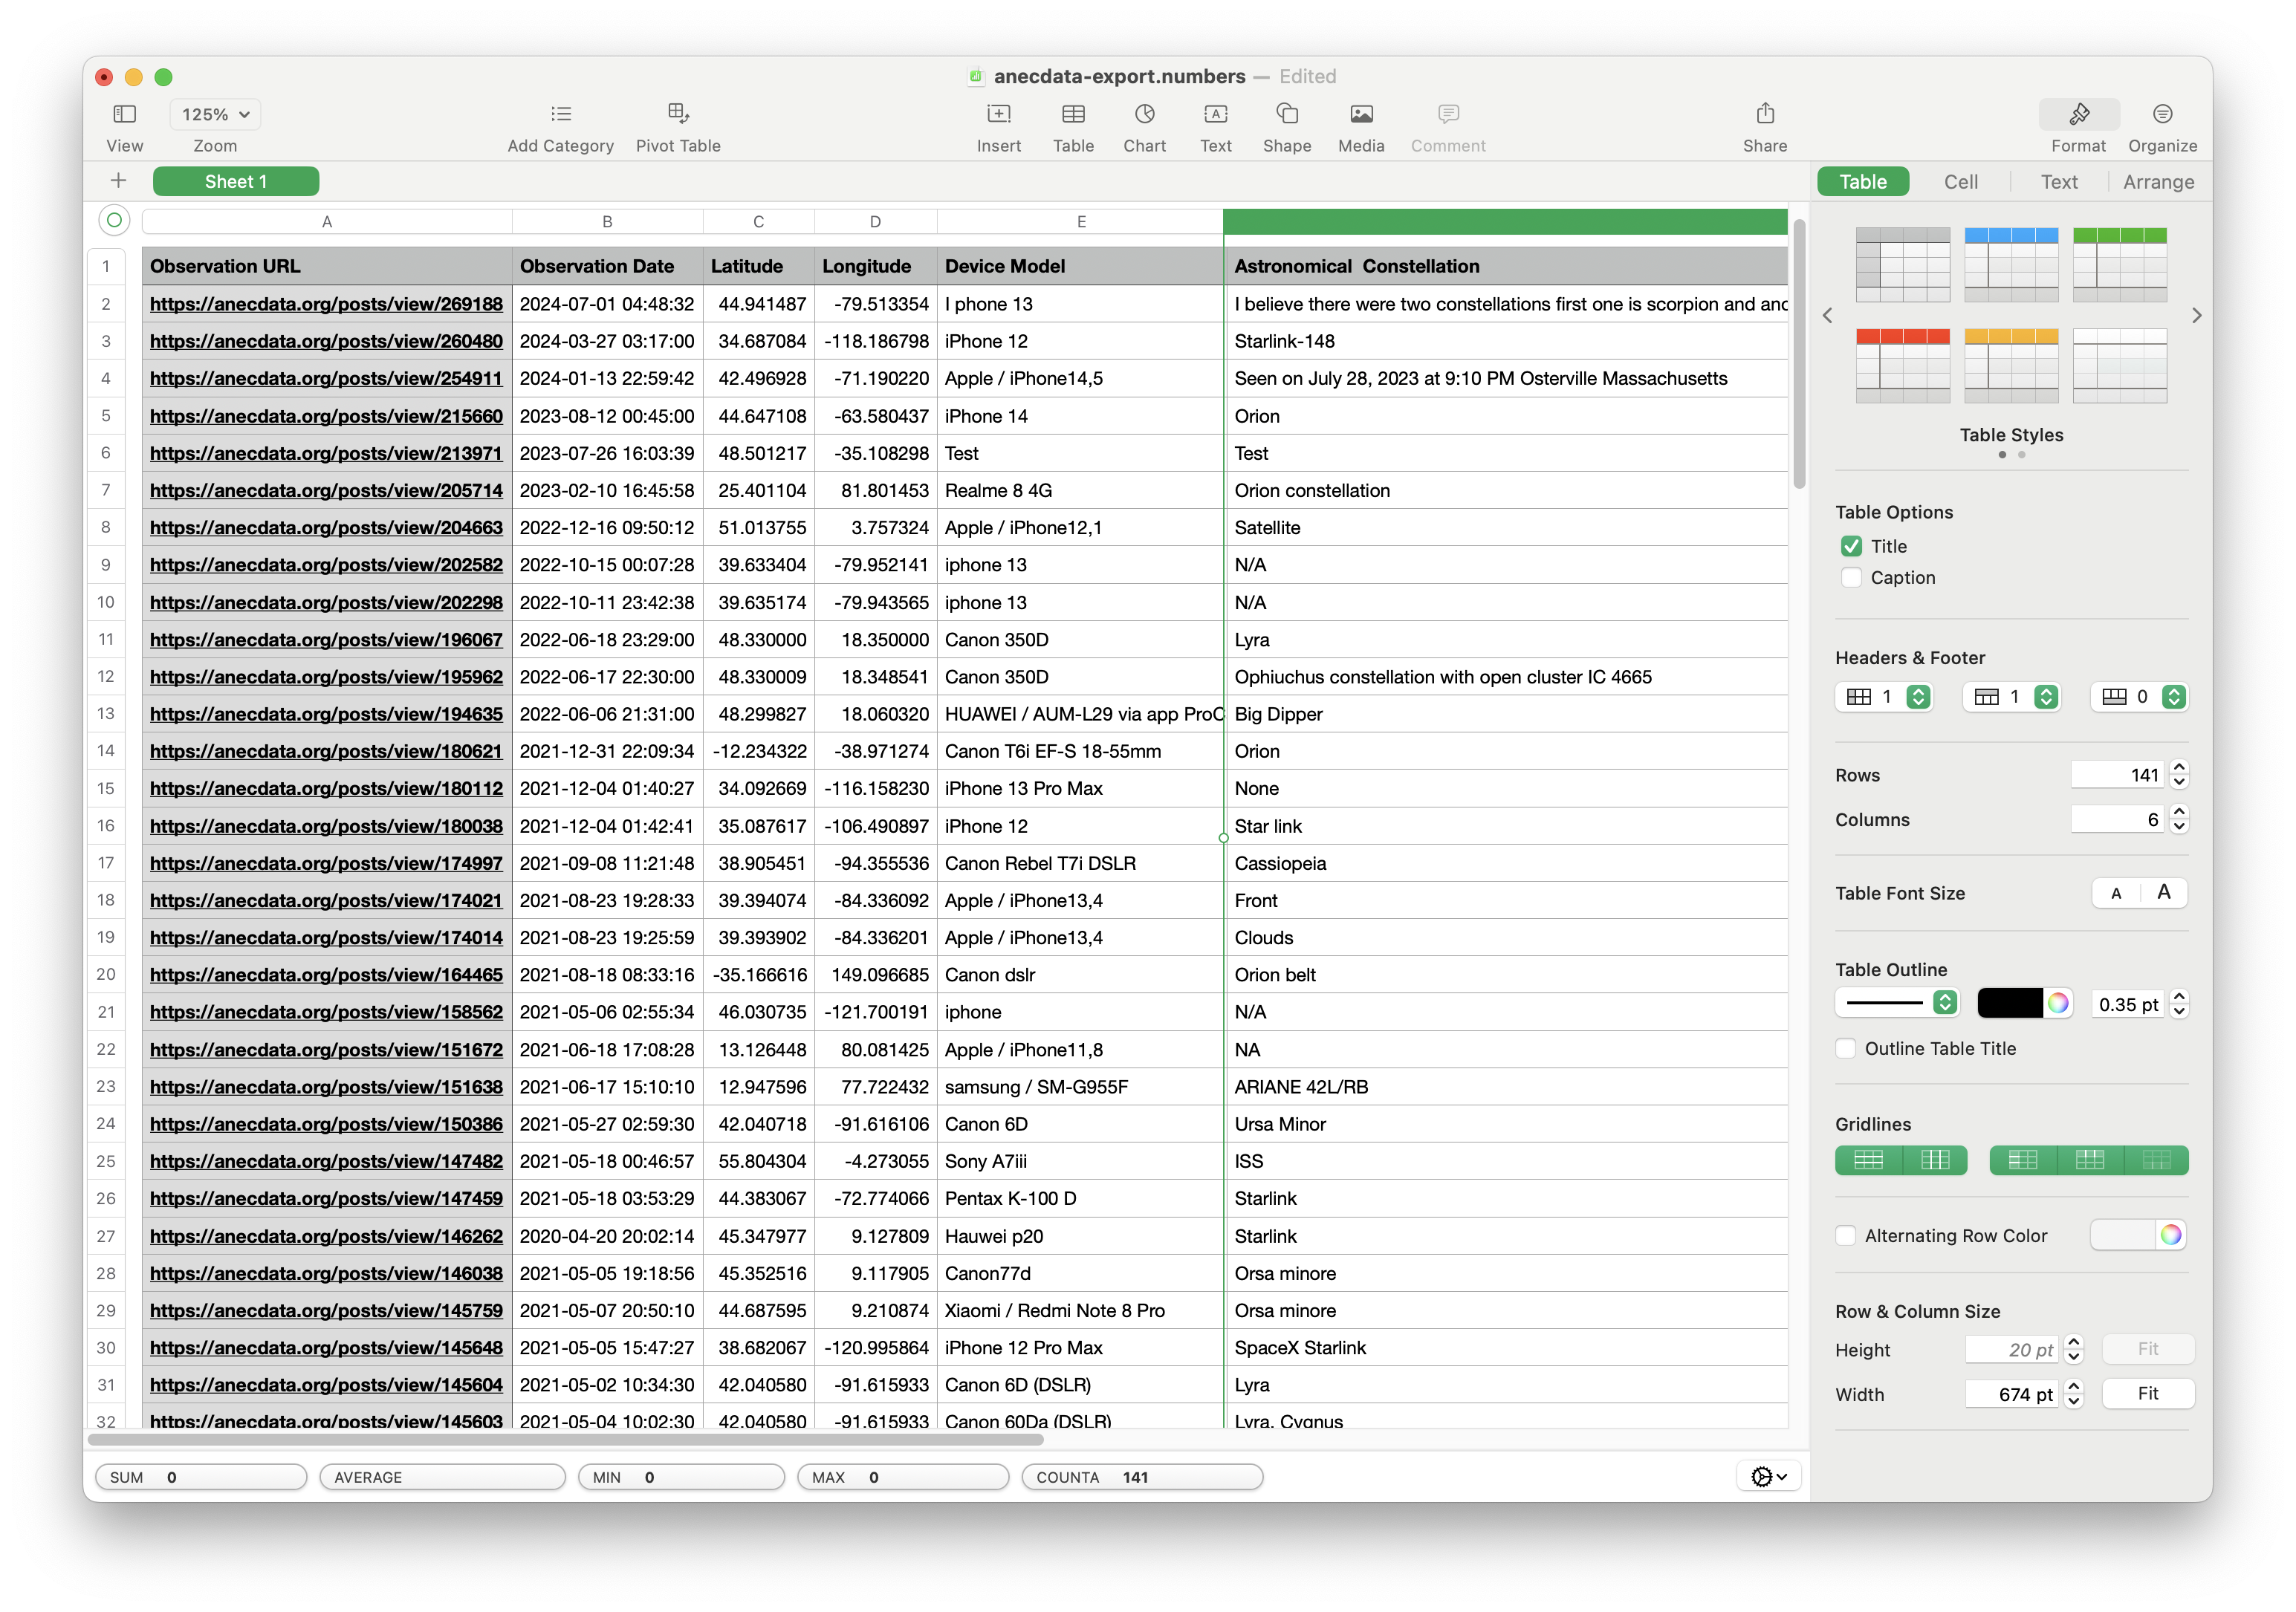 anecdata-export.numbers — Edited
125%
View Zoom Add Category Pivot Table Insert Table Chart Text Shape Media Comment Share Format Organize
+ Sheet 1 Table Cell Text Arrange
A B C D E
1 Observation URL Observation Date Latitude Longitude Device Model Astronomical Constellation
2 https://anecdata.org/posts/view/269188 2024-07-01 04:48:32 44.941487 -79.513354 I phone 13 I believe there were two constellations first one is scorpion and
3 https://anecdata.org/posts/view/260480 2024-03-27 03:17:00 34.687084 -118.186798 iPhone 12 Starlink-148
4 https://anecdata.org/posts/view/254911 2024-01-13 22:59:42 42.496928 -71.190220 Apple / iPhone14,5 Seen on July 28, 2023 at 9:10 PM Osterville Massachusetts
5 https://anecdata.org/posts/view/215660 2023-08-12 00:45:00 44.647108 -63.580437 iPhone 14 Orion
6 https://anecdata.org/posts/view/213971 2023-07-26 16:03:39 48.501217 -35.108298 Test Test
7 https://anecdata.org/posts/view/205714 2023-02-10 16:45:58 25.401104 81.801453 Realme 8 4G Orion constellation
8 https://anecdata.org/posts/view/204663 2022-12-16 09:50:12 51.013755 3.757324 Apple / iPhone12,1 Satellite
9 https://anecdata.org/posts/view/202582 2022-10-15 00:07:28 39.633404 -79.952141 iphone 13 N/A
10 https://anecdata.org/posts/view/202298 2022-10-11 23:42:38 39.635174 -79.943565 iphone 13 N/A
11 https://anecdata.org/posts/view/196067 2022-06-18 23:29:00 48.330000 18.350000 Canon 350D Lyra
12 https://anecdata.org/posts/view/195962 2022-06-17 22:30:00 48.330009 18.348541 Canon 350D Ophiuchus constellation with open cluster IC 4665
13 https://anecdata.org/posts/view/194635 2022-06-06 21:31:00 48.299827 18.060320 HUAWEI / AUM-L29 via app ProC Big Dipper
14 https://anecdata.org/posts/view/180621 2021-12-31 22:09:34 -12.234322 -38.971274 Canon T6i EF-S 18-55mm Orion
15 https://anecdata.org/posts/view/180112 2021-12-04 01:40:27 34.092669 -116.158230 iPhone 13 Pro Max None
16 https://anecdata.org/posts/view/180038 2021-12-04 01:42:41 35.087617 -106.490897 iPhone 12 Star link
17 https://anecdata.org/posts/view/174997 2021-09-08 11:21:48 38.905451 -94.355536 Canon Rebel T7i DSLR Cassiopeia
18 https://anecdata.org/posts/view/174021 2021-08-23 19:28:33 39.394074 -84.336092 Apple / iPhone13,4 Front
19 https://anecdata.org/posts/view/174014 2021-08-23 19:25:59 39.393902 -84.336201 Apple / iPhone13,4 Clouds
20 https://anecdata.org/posts/view/164465 2021-08-18 08:33:16 -35.166616 149.096685 Canon dslr Orion belt
21 https://anecdata.org/posts/view/158562 2021-05-06 02:55:34 46.030735 -121.700191 iphone N/A
22 https://anecdata.org/posts/view/151672 2021-06-18 17:08:28 13.126448 80.081425 Apple / iPhone11,8 NA
23 https://anecdata.org/posts/view/151638 2021-06-17 15:10:10 12.947596 77.722432 samsung / SM-G955F ARIANE 42L/RB
24 https://anecdata.org/posts/view/150386 2021-05-27 02:59:30 42.040718 -91.616106 Canon 6D Ursa Minor
25 https://anecdata.org/posts/view/147482 2021-05-18 00:46:57 55.804304 -4.273055 Sony A7iii ISS
26 https://anecdata.org/posts/view/147459 2021-05-18 03:53:29 44.383067 -72.774066 Pentax K-100 D Starlink
27 https://anecdata.org/posts/view/146262 2020-04-20 20:02:14 45.347977 9.127809 Hauwei p20 Starlink
28 https://anecdata.org/posts/view/146038 2021-05-05 19:18:56 45.352516 9.117905 Canon77d Orsa minore
29 https://anecdata.org/posts/view/145759 2021-05-07 20:50:10 44.687595 9.210874 Xiaomi / Redmi Note 8 Pro Orsa minore
30 https://anecdata.org/posts/view/145648 2021-05-05 15:47:27 38.682067 -120.995864 iPhone 12 Pro Max SpaceX Starlink
31 https://anecdata.org/posts/view/145604 2021-05-02 10:34:30 42.040580 -91.615933 Canon 6D (DSLR) Lyra
32 https://anecdata.org/posts/view/145603 2021-05-04 10:02:30 42.040580 -91.615933 Canon 60Da (DSLR) Lyra, Cygnus
SUM 0 AVERAGE MIN 0 MAX 0 COUNTA 141
Table Styles
Table Options
Title
Caption
Headers & Footer
1 1 0
Rows 141
Columns 6
Table Font Size A A
Table Outline
0.35 pt
Outline Table Title
Gridlines
Alternating Row Color
Row & Column Size
Height 20 pt Fit
Width 674 pt Fit